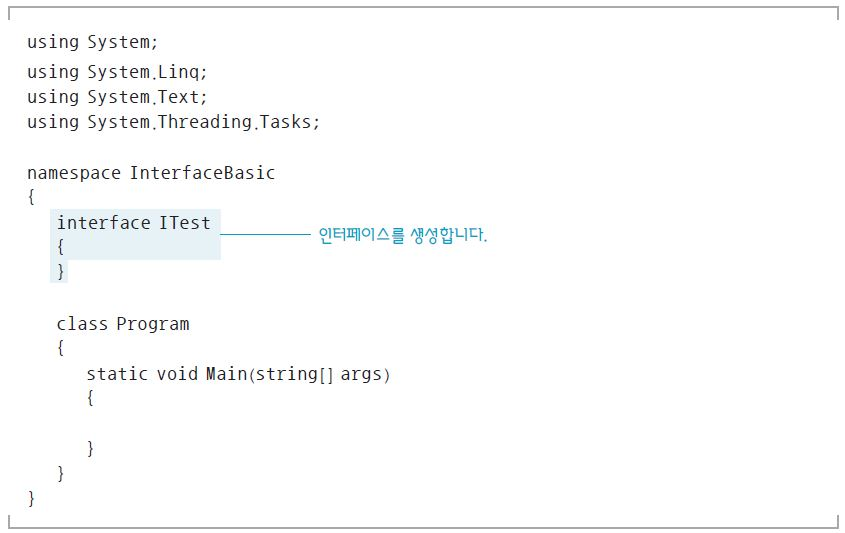 using System;
using System.Linq;
using System.Text;
using System.Threading.Tasks;
namespace InterfaceBasic
{
interface ITest
인터페이스를 생성합니다.
{
}
class Program
{
static void Main(string[] args)
{
}
}
}